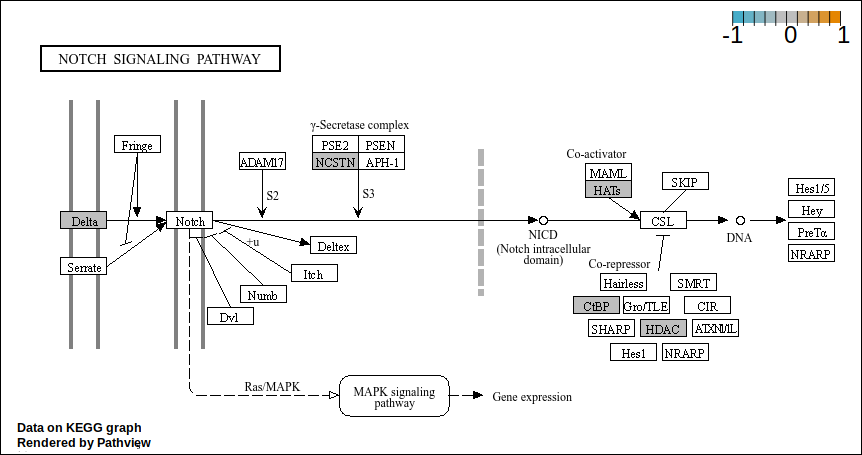 -1 0 1
NOTCH SIGNALING PATHWAY
γ-Secretase complex
Fringe
PSE2 PSEN
ADAM17
NCSTN APH-1
Co-activator
MAML
HATs
SKIP
S2
S3
Delta
Notch
CSL
NICD
(Notch intracellular
domain)
DNA
Hes1/5
Hey
PreTα
NRARP
Serrate
+u
Deltex
Itch
Numb
Dvl
Co-repressor
Hairless
SMRT
CtBP
Gro/TLE
CIR
SHARP
HDAC
ATXN1/1L
Hes1
NRARP
Ras/MAPK
MAPK signaling
pathway
Gene expression
Data on KEGG graph
Rendered by Pathview